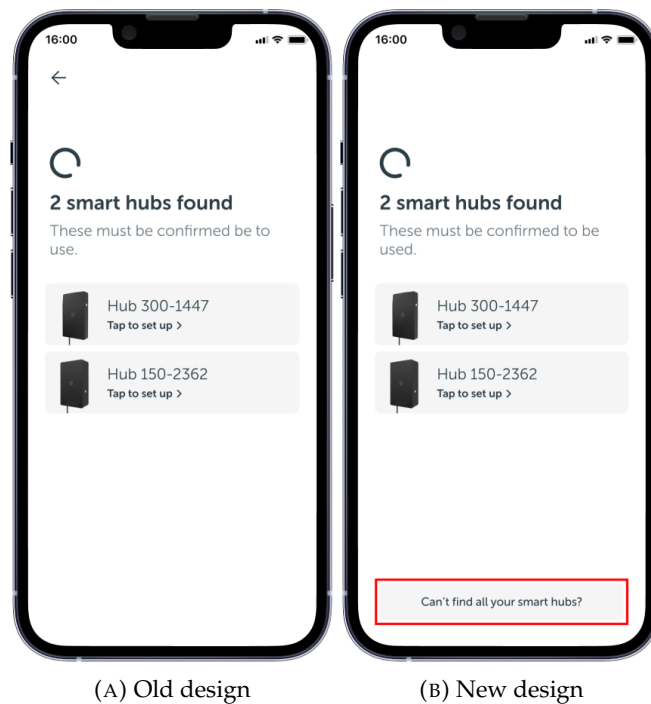 16:00
2 smart hubs found
These must be confirmed be to
use.
Hub 300-1447
Tap to set up >
Hub 150-2362
Tap to set up >
(A) Old design
16:00
2 smart hubs found
These must be confirmed to be
used.
Hub 300-1447
Tap to set up >
Hub 150-2362
Tap to set up >
Can't find all your smart hubs?
(B) New design